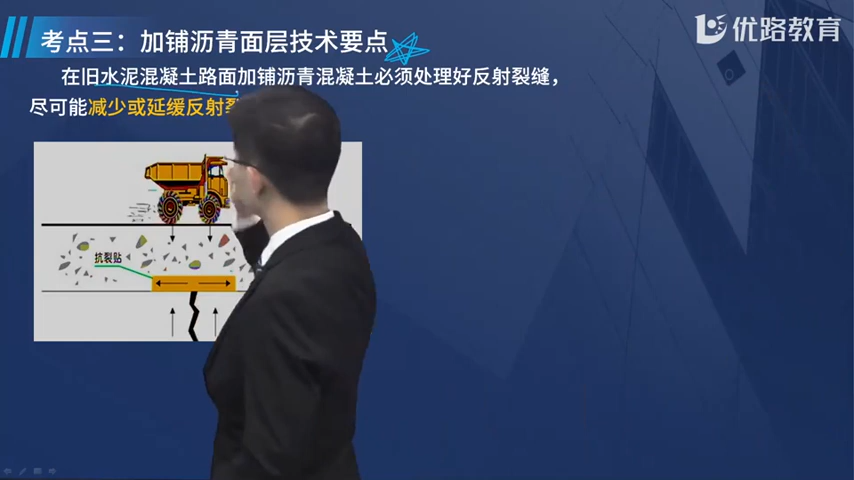 优路教育
考点三：加铺沥青面层技术要点
在旧水泥混凝土路面加铺沥青混凝土必须处理好反射裂缝，
尽可能减少或延缓反射
抗裂贴